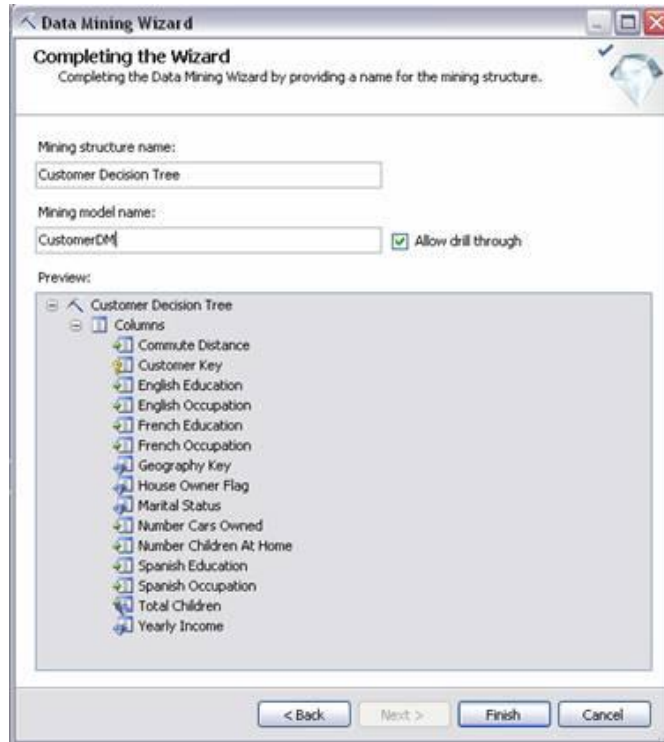 Data Mining Wizard
Completing the Wizard
Completing the Data Mining Wizard by providing a name for the mining structure.
Mining structure name:
Customer Decision Tree
Mining model name:
CustomerDM
Allow drill through
Preview:
Customer Decision Tree
Columns
Commute Distance
Customer Key
English Education
English Occupation
French Education
French Occupation
Geography Key
House Owner Flag
Marital Status
Number Cars Owned
Number Children At Home
Spanish Education
Spanish Occupation
Total Children
Yearly Income
< Back Next > Finish Cancel